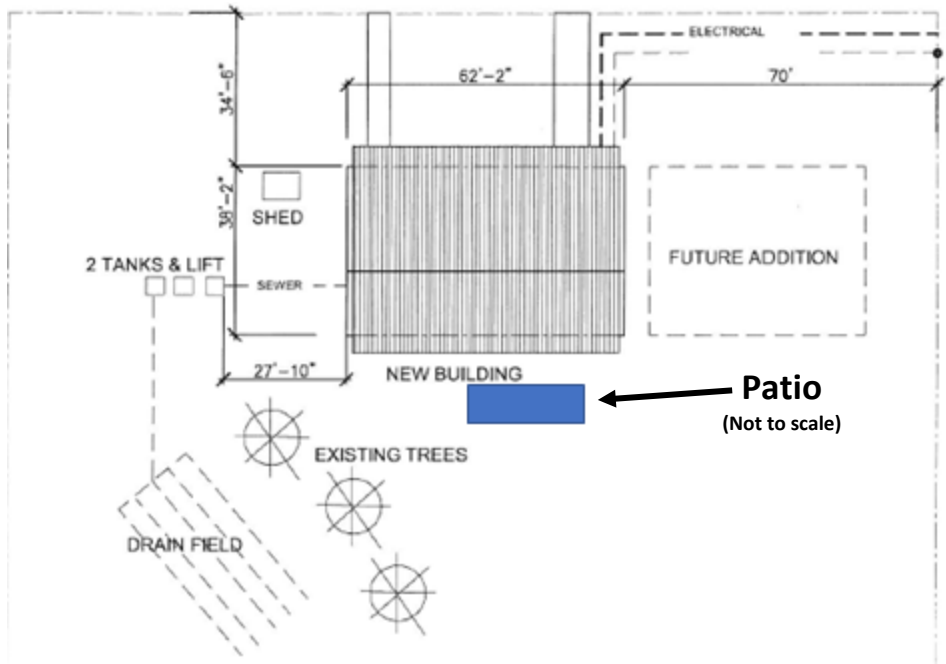 ELECTRICAL
34'-6"
62'-2"
70'
38'-2"
SHED
2 TANKS & LIFT
SEWER
FUTURE ADDITION
27'-10"
NEW BUILDING
Patio
(Not to scale)
EXISTING TREES
DRAIN FIELD